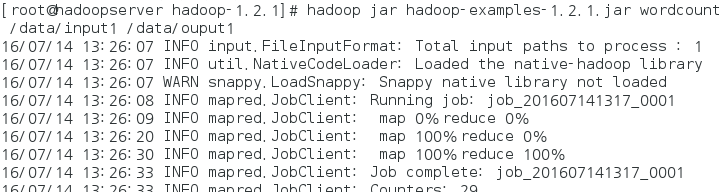 [root@hadoopserver hadoop-1.2.1]# hadoop jar hadoop-examples-1.2.1.jar wordcount
/data/input1 /data/ouput1
16/07/14 13:26:07 INFO input.FileInputFormat: Total input paths to process : 1
16/07/14 13:26:07 INFO util.NativeCodeLoader: Loaded the native-hadoop library
16/07/14 13:26:07 WARN snappy.LoadSnappy: Snappy native library not loaded
16/07/14 13:26:08 INFO mapred.JobClient: Running job: job_201607141317_0001
16/07/14 13:26:09 INFO mapred.JobClient:  map 0% reduce 0%
16/07/14 13:26:20 INFO mapred.JobClient:  map 100% reduce 0%
16/07/14 13:26:30 INFO mapred.JobClient:  map 100% reduce 100%
16/07/14 13:26:33 INFO mapred.JobClient: Job complete: job_201607141317_0001
16/07/14 13:26:33 INFO mapred.JobClient: Counters: 29